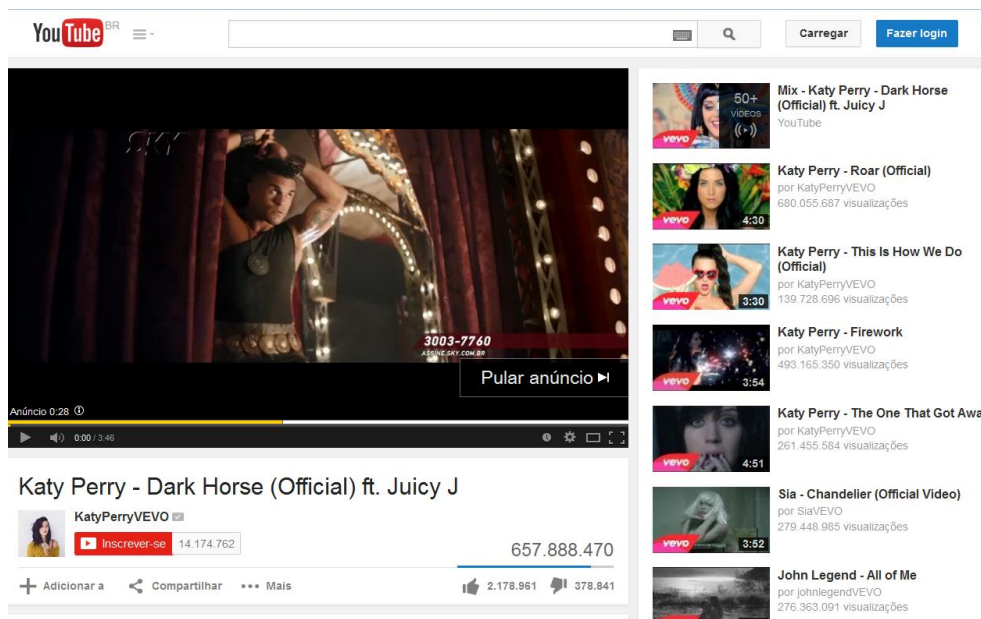 YouTube BR
Carregar
Fazer login
SKY
3003-7760
ASSINE.SKY.COM.BR
Pular anúncio
Anúncio 0:28
0:00 / 3:46
Katy Perry - Dark Horse (Official) ft. Juicy J
KatyPerryVEVO
Inscrever-se 14.174.762
657.888.470
Adicionar a Compartilhar Mais 2.178.961 378.841
50+
VÍDEOS
vevo
Mix - Katy Perry - Dark Horse
(Official) ft. Juicy J
YouTube
vevo
4:30
Katy Perry - Roar (Official)
por KatyPerryVEVO
680.055.687 visualizações
vevo
3:30
Katy Perry - This Is How We Do
(Official)
por KatyPerryVEVO
139.728.696 visualizações
vevo
3:54
Katy Perry - Firework
por KatyPerryVEVO
493.165.350 visualizações
vevo
4:51
Katy Perry - The One That Got Awa
por KatyPerryVEVO
261.455.584 visualizações
vevo
3:52
Sia - Chandelier (Official Video)
por SiaVEVO
279.448.985 visualizações
John Legend - All of Me
por johnlegendVEVO
276.363.091 visualizações